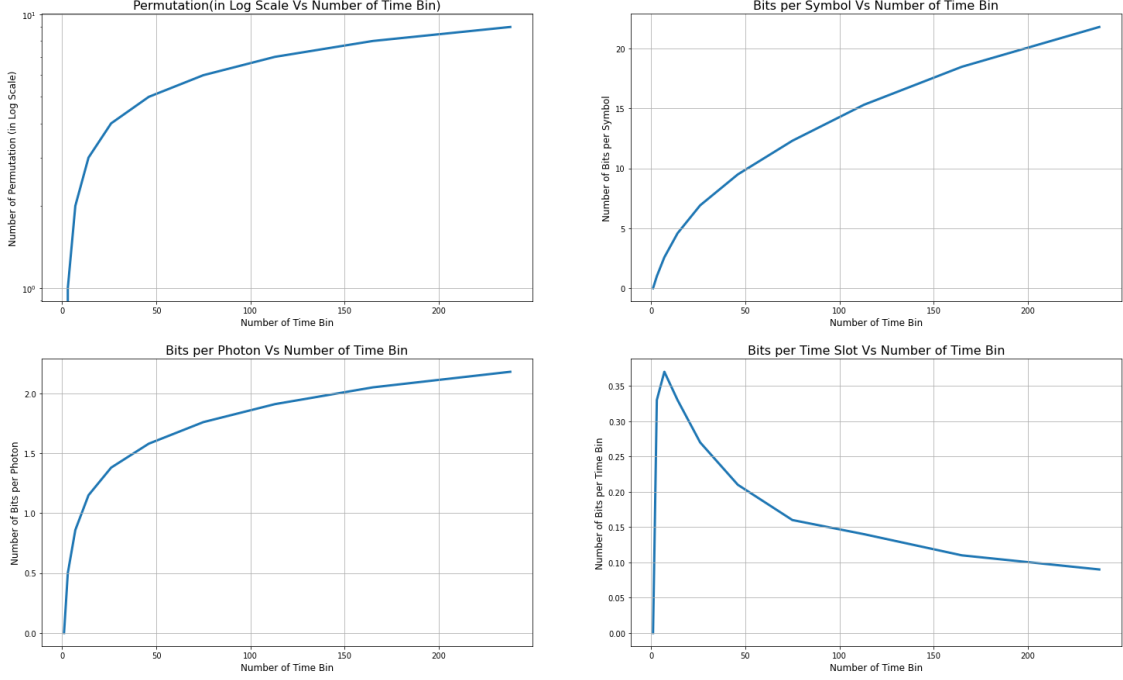 Permutation(in Log Scale Vs Number of Time Bin)
10¹
10⁰
Number of Permutation (in Log Scale)
0 50 100 150 200
Number of Time Bin
Bits per Symbol Vs Number of Time Bin
20
15
10
5
0
Number of Bits per Symbol
0 50 100 150 200
Number of Time Bin
Bits per Photon Vs Number of Time Bin
2.0
1.5
1.0
0.5
0.0
Number of Bits per Photon
0 50 100 150 200
Number of Time Bin
Bits per Time Slot Vs Number of Time Bin
0.35
0.30
0.25
0.20
0.15
0.10
0.05
0.00
Number of Bits per Time Bin
0 50 100 150 200
Number of Time Bin